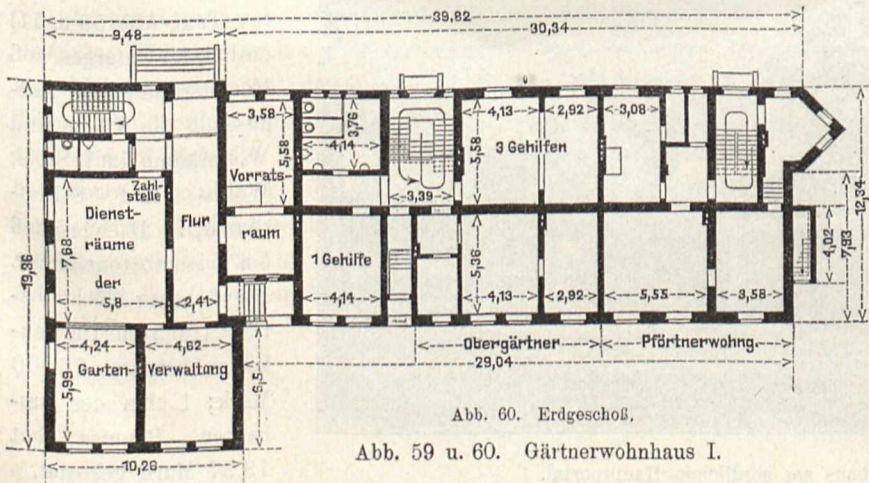 39,82
9,48
30,34
3,58
5,58
4,14
3,76
3,39
4,13
2,92
3,08
5,58
3 Gehilfen
Vorrats-
raum
Zahl-
stelle
Dienst-
räume
der
Flur
7,68
5,8
2,41
19,86
1 Gehilfe
4,14
5,36
4,13
2,92
5,55
3,58
4,02
7,93
12,34
4,24
4,62
Garten-
Verwaltung
5,99
6,5
10,26
Obergärtner
Pförtnerwohng.
29,04
Abb. 60. Erdgeschoß.
Abb. 59 u. 60. Gärtnerwohnhaus I.